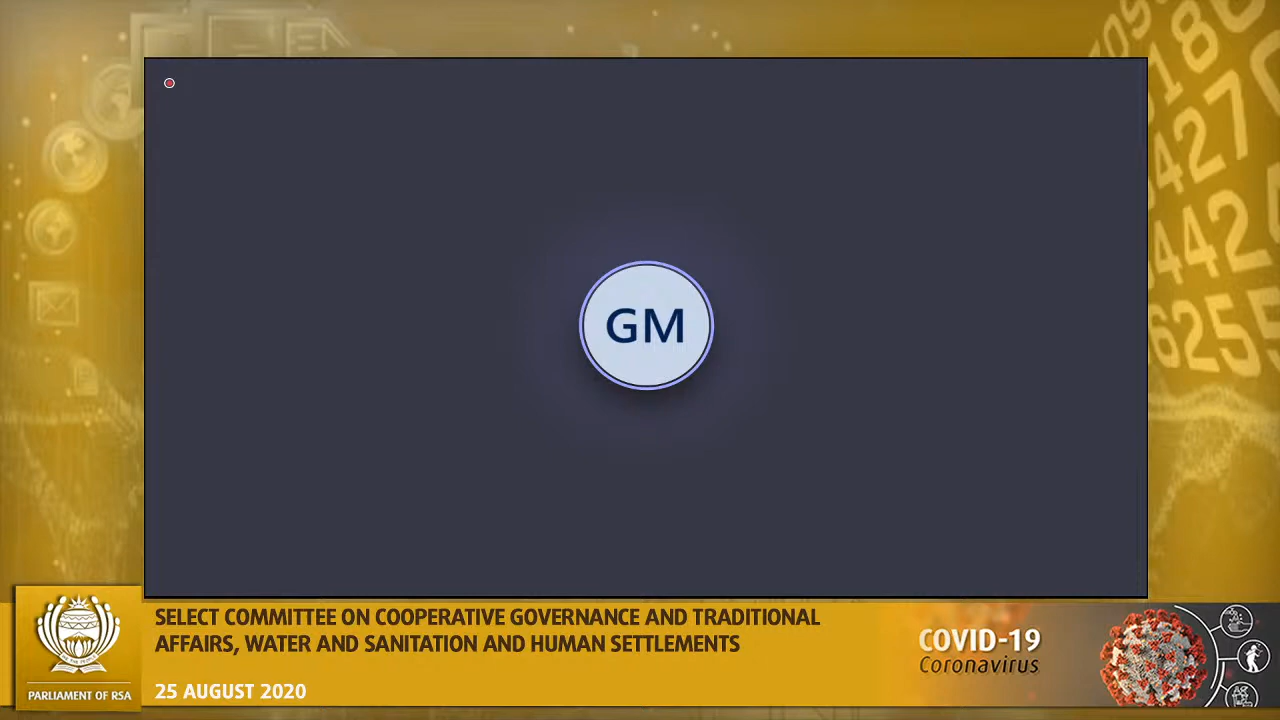 GM
SELECT COMMITTEE ON COOPERATIVE GOVERNANCE AND TRADITIONAL
AFFAIRS, WATER AND SANITATION AND HUMAN SETTLEMENTS
25 AUGUST 2020
PARLIAMENT OF RSA
COVID-19
Coronavirus